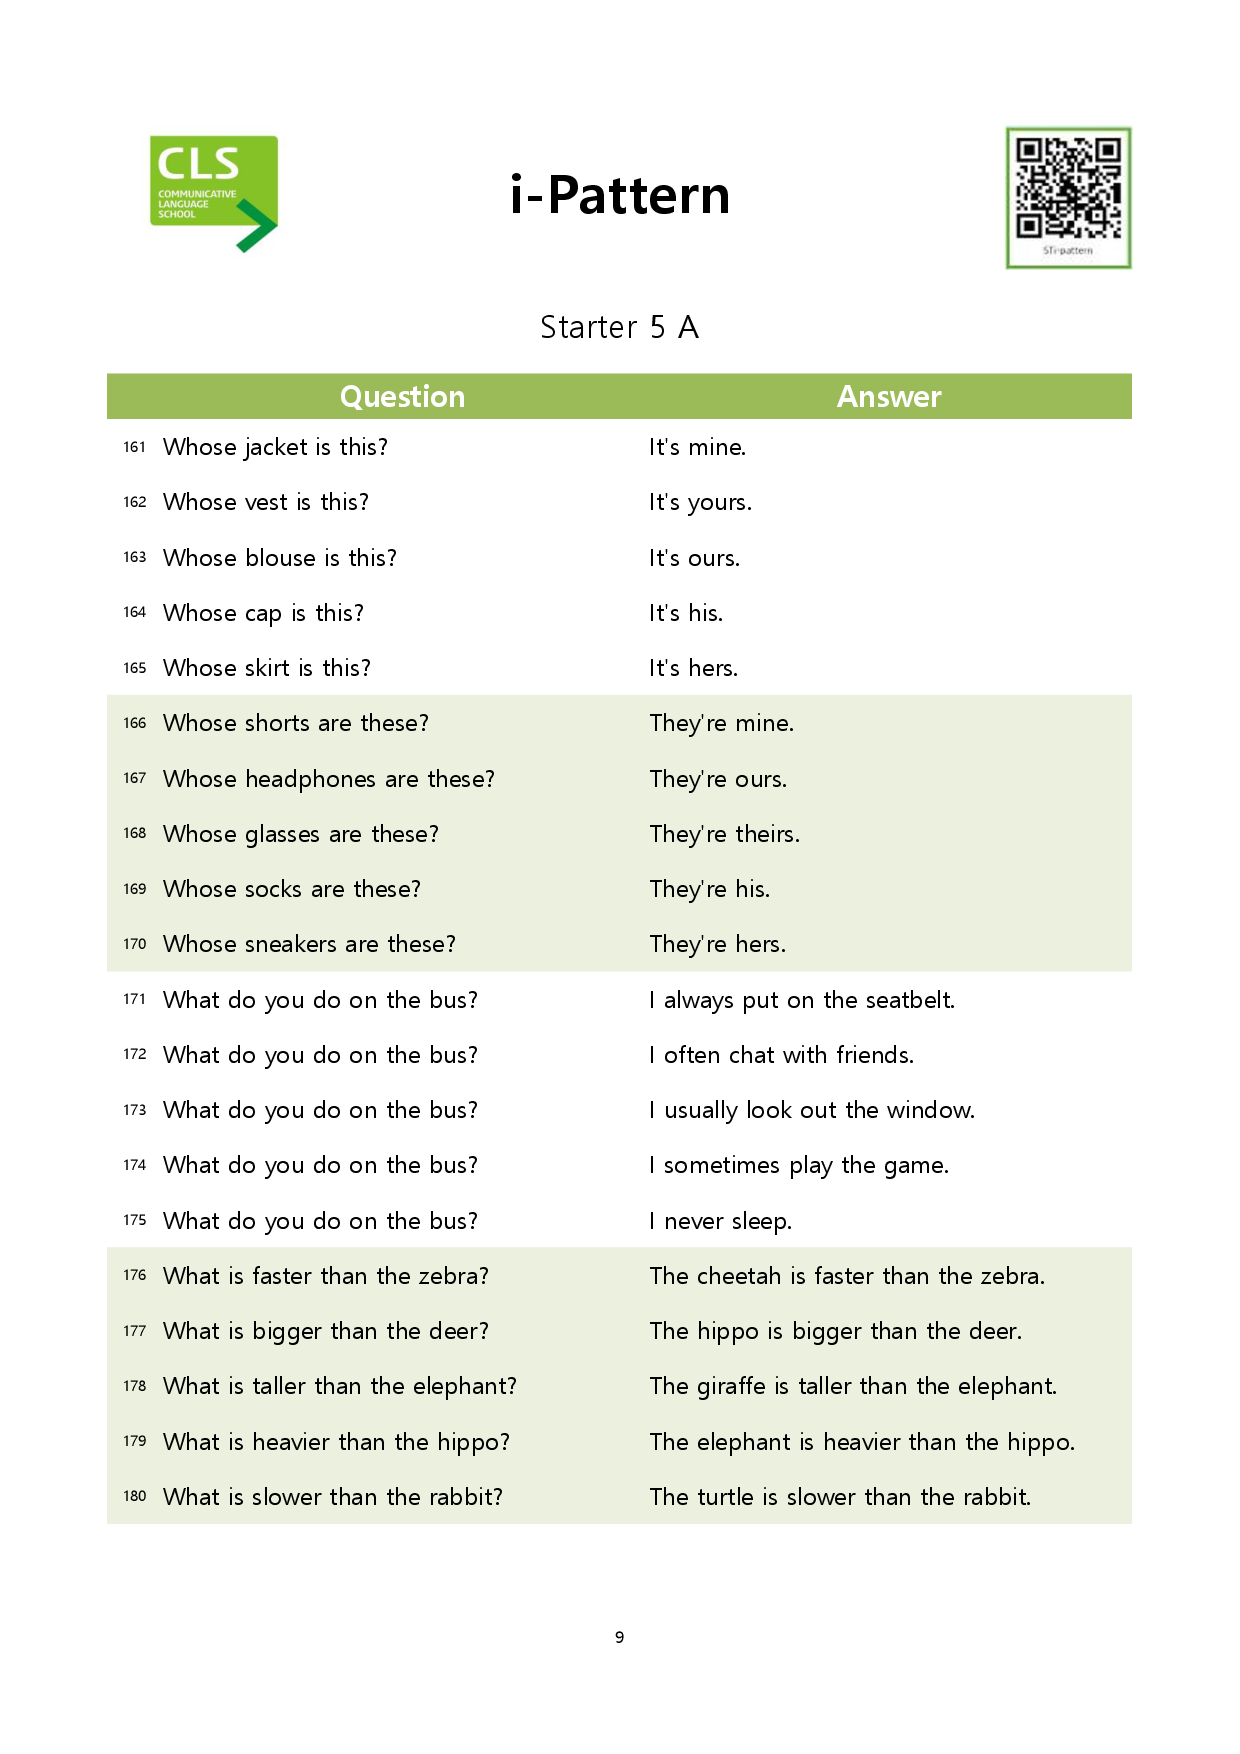 CLS
COMMUNICATIVE
LANGUAGE
SCHOOL
i-Pattern
STi-pattern
Starter 5 A
Question Answer
161 Whose jacket is this? It's mine.
162 Whose vest is this? It's yours.
163 Whose blouse is this? It's ours.
164 Whose cap is this? It's his.
165 Whose skirt is this? It's hers.
166 Whose shorts are these? They're mine.
167 Whose headphones are these? They're ours.
168 Whose glasses are these? They're theirs.
169 Whose socks are these? They're his.
170 Whose sneakers are these? They're hers.
171 What do you do on the bus? I always put on the seatbelt.
172 What do you do on the bus? I often chat with friends.
173 What do you do on the bus? I usually look out the window.
174 What do you do on the bus? I sometimes play the game.
175 What do you do on the bus? I never sleep.
176 What is faster than the zebra? The cheetah is faster than the zebra.
177 What is bigger than the deer? The hippo is bigger than the deer.
178 What is taller than the elephant? The giraffe is taller than the elephant.
179 What is heavier than the hippo? The elephant is heavier than the hippo.
180 What is slower than the rabbit? The turtle is slower than the rabbit.
9